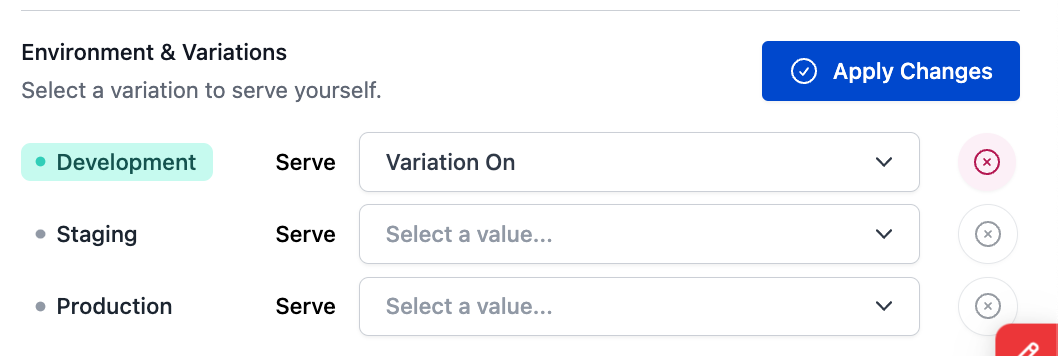 Environment & Variations
Select a variation to serve yourself.
Apply Changes
Development Serve Variation On
Staging Serve Select a value...
Production Serve Select a value...